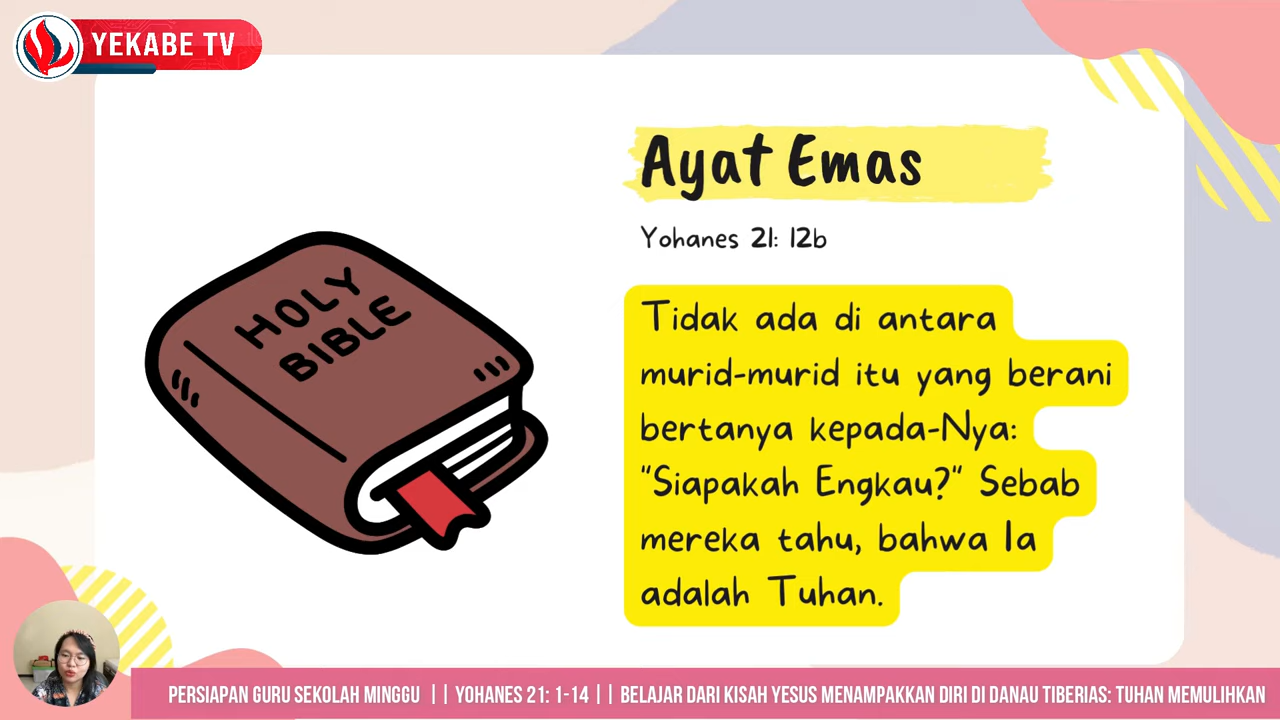 YEKABE TV
Ayat Emas
Yohanes 21: 12b
HOLY
BIBLE
Tidak ada di antara
murid-murid itu yang berani
bertanya kepada-Nya:
"Siapakah Engkau?" Sebab
mereka tahu, bahwa Ia
adalah Tuhan.
PERSIAPAN GURU SEKOLAH MINGGU || YOHANES 21: 1-14 || BELAJAR DARI KISAH YESUS MENAMPAKKAN DIRI DI DANAU TIBERIAS: TUHAN MEMULIHKAN